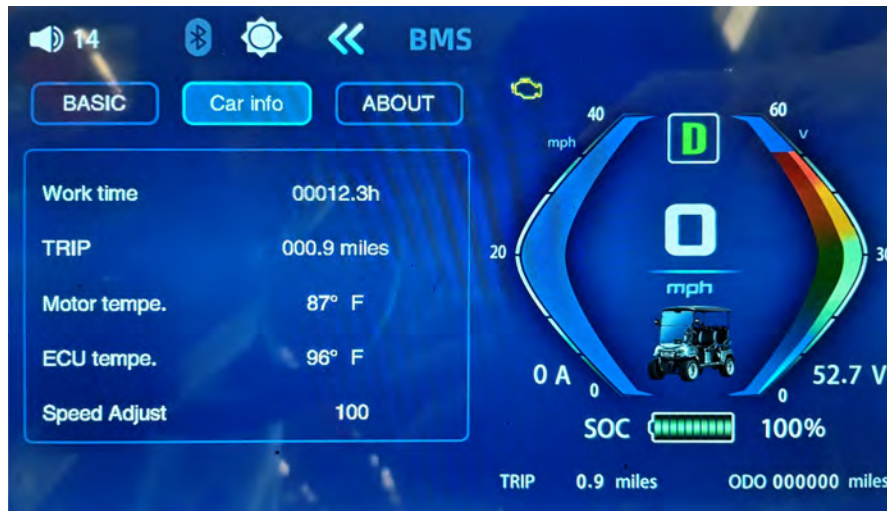 14 BMS
BASIC Car info ABOUT
Work time 00012.3h
TRIP 000.9 miles
Motor tempe. 87° F
ECU tempe. 96° F
Speed Adjust 100
40 D 60
mph V
20 0 30
mph
0 A 0 0 52.7 V
SOC 100%
TRIP 0.9 miles ODO 000000 miles